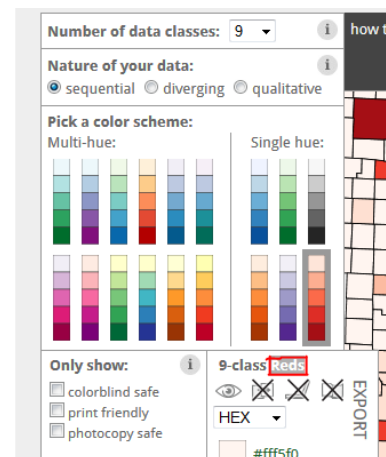 Number of data classes: 9 i
how t
Nature of your data: i
sequential diverging qualitative
Pick a color scheme:
Multi-hue: Single hue:
Only show: i
colorblind safe
print friendly
photocopy safe
9-class Reds
HEX
EXPORT
#fff5f0